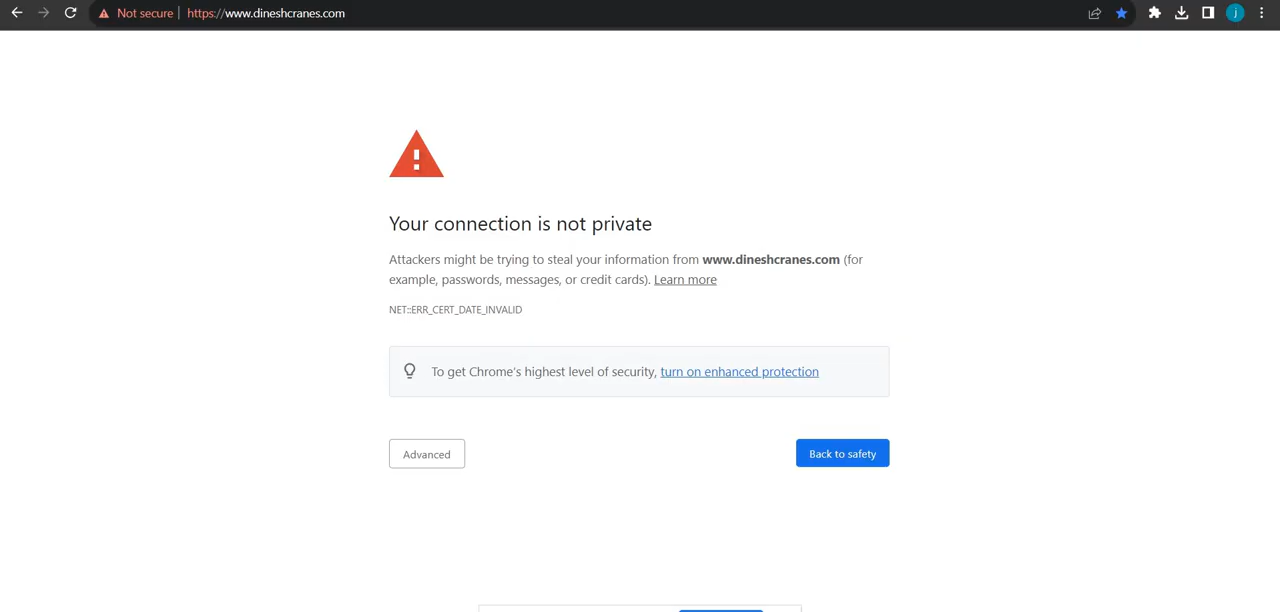 Not secure | https://www.dineshcranes.com
j
Your connection is not private
Attackers might be trying to steal your information from www.dineshcranes.com (for
example, passwords, messages, or credit cards). Learn more
NET::ERR_CERT_DATE_INVALID
To get Chrome's highest level of security, turn on enhanced protection
Advanced
Back to safety